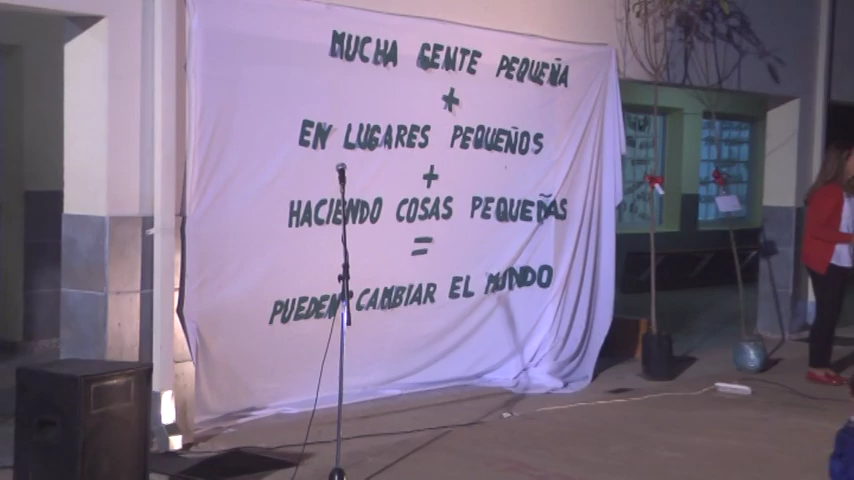 MUCHA GENTE PEQUEÑA
+
EN LUGARES PEQUEÑOS
+
HACIENDO COSAS PEQUEÑAS
=
PUEDEN CAMBIAR EL MUNDO